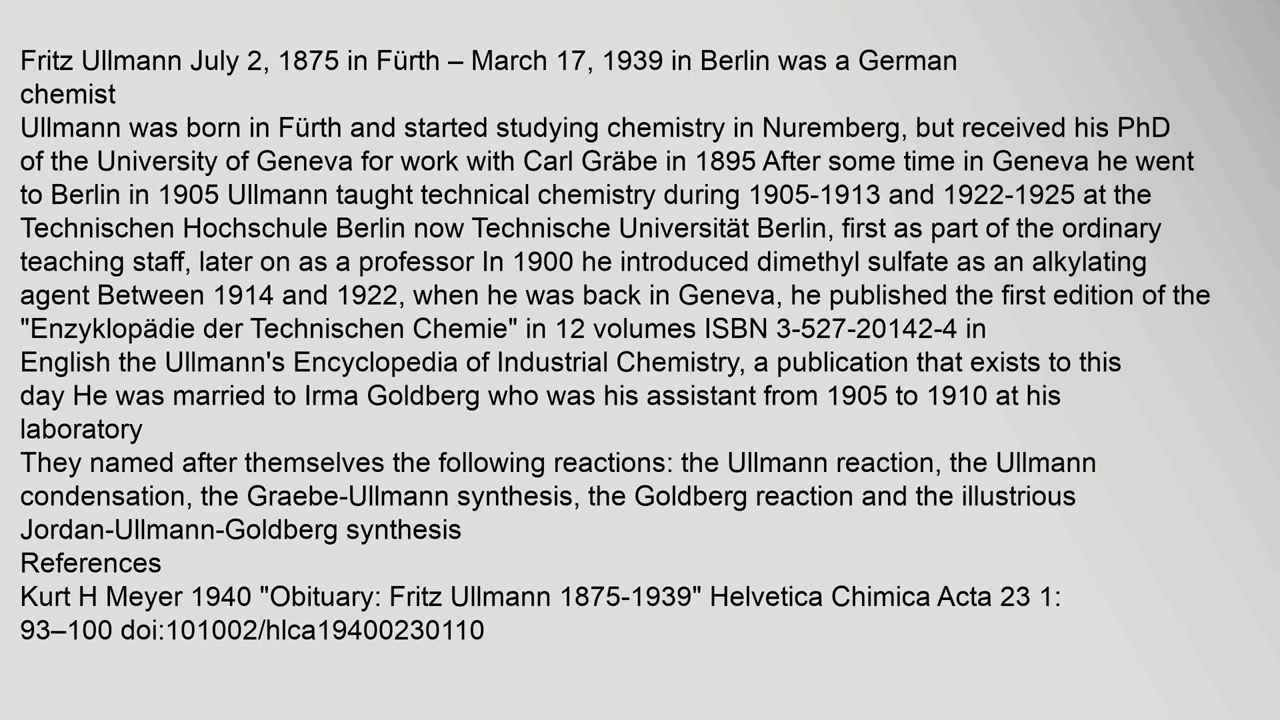 Fritz Ullmann July 2, 1875 in Fürth – March 17, 1939 in Berlin was a German
chemist
Ullmann was born in Fürth and started studying chemistry in Nuremberg, but received his PhD
of the University of Geneva for work with Carl Gräbe in 1895 After some time in Geneva he went
to Berlin in 1905 Ullmann taught technical chemistry during 1905-1913 and 1922-1925 at the
Technischen Hochschule Berlin now Technische Universität Berlin, first as part of the ordinary
teaching staff, later on as a professor In 1900 he introduced dimethyl sulfate as an alkylating
agent Between 1914 and 1922, when he was back in Geneva, he published the first edition of the
"Enzyklopädie der Technischen Chemie" in 12 volumes ISBN 3-527-20142-4 in
English the Ullmann's Encyclopedia of Industrial Chemistry, a publication that exists to this
day He was married to Irma Goldberg who was his assistant from 1905 to 1910 at his
laboratory
They named after themselves the following reactions: the Ullmann reaction, the Ullmann
condensation, the Graebe-Ullmann synthesis, the Goldberg reaction and the illustrious
Jordan-Ullmann-Goldberg synthesis
References
Kurt H Meyer 1940 "Obituary: Fritz Ullmann 1875-1939" Helvetica Chimica Acta 23 1:
93–100 doi:101002/hlca19400230110